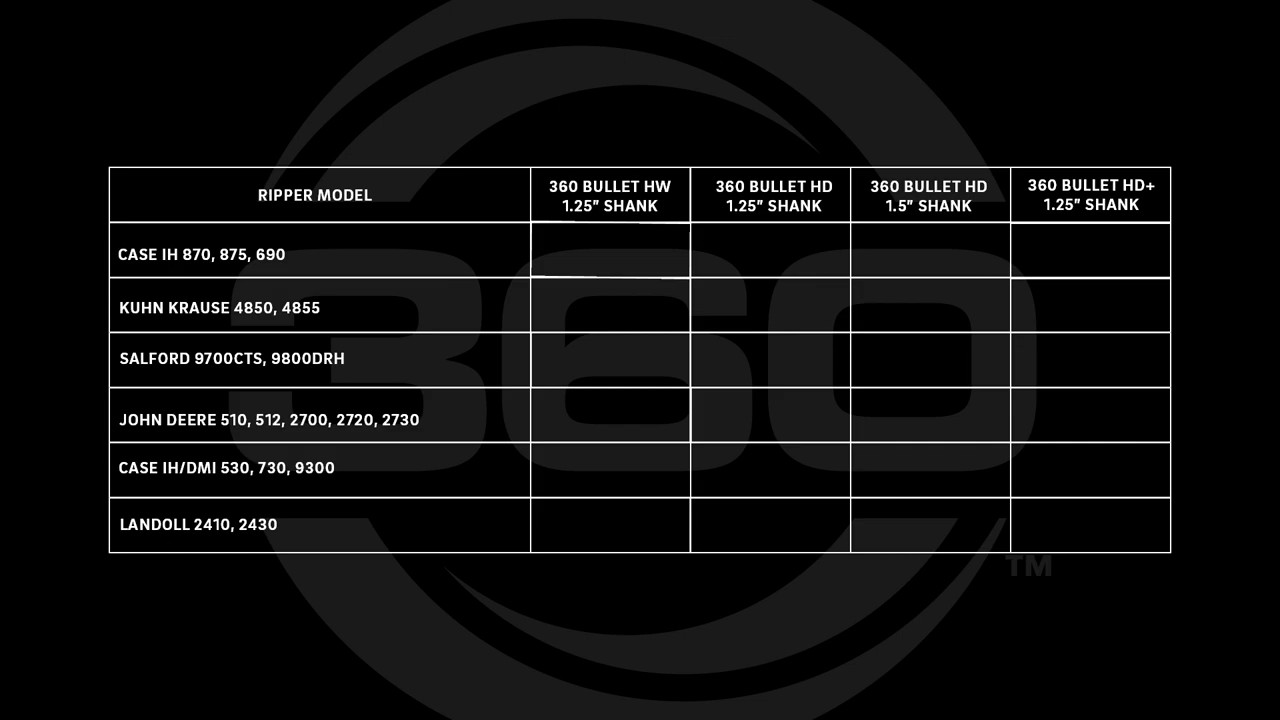 RIPPER MODEL
360 BULLET HW
1.25" SHANK
360 BULLET HD
1.25" SHANK
360 BULLET HD
1.5" SHANK
360 BULLET HD+
1.25" SHANK
CASE IH 870, 875, 690
KUHN KRAUSE 4850, 4855
SALFORD 9700CTS, 9800DRH
JOHN DEERE 510, 512, 2700, 2720, 2730
CASE IH/DMI 530, 730, 9300
LANDOLL 2410, 2430
360
TM